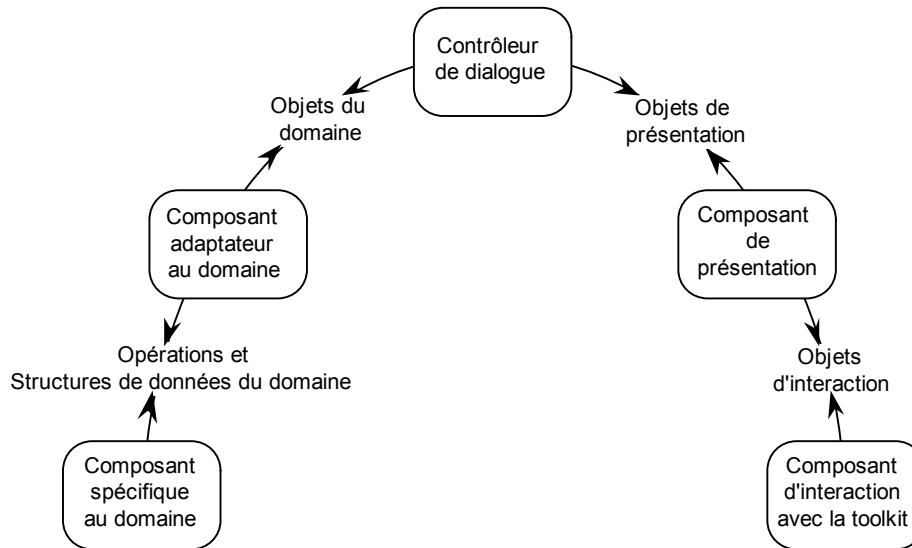 Contrôleur
de dialogue
Objets du
domaine
Objets de
présentation
Composant
adaptateur
au domaine
Composant
de
présentation
Opérations et
Structures de données du domaine
Objets
d'interaction
Composant
spécifique
au domaine
Composant
d'interaction
avec la toolkit